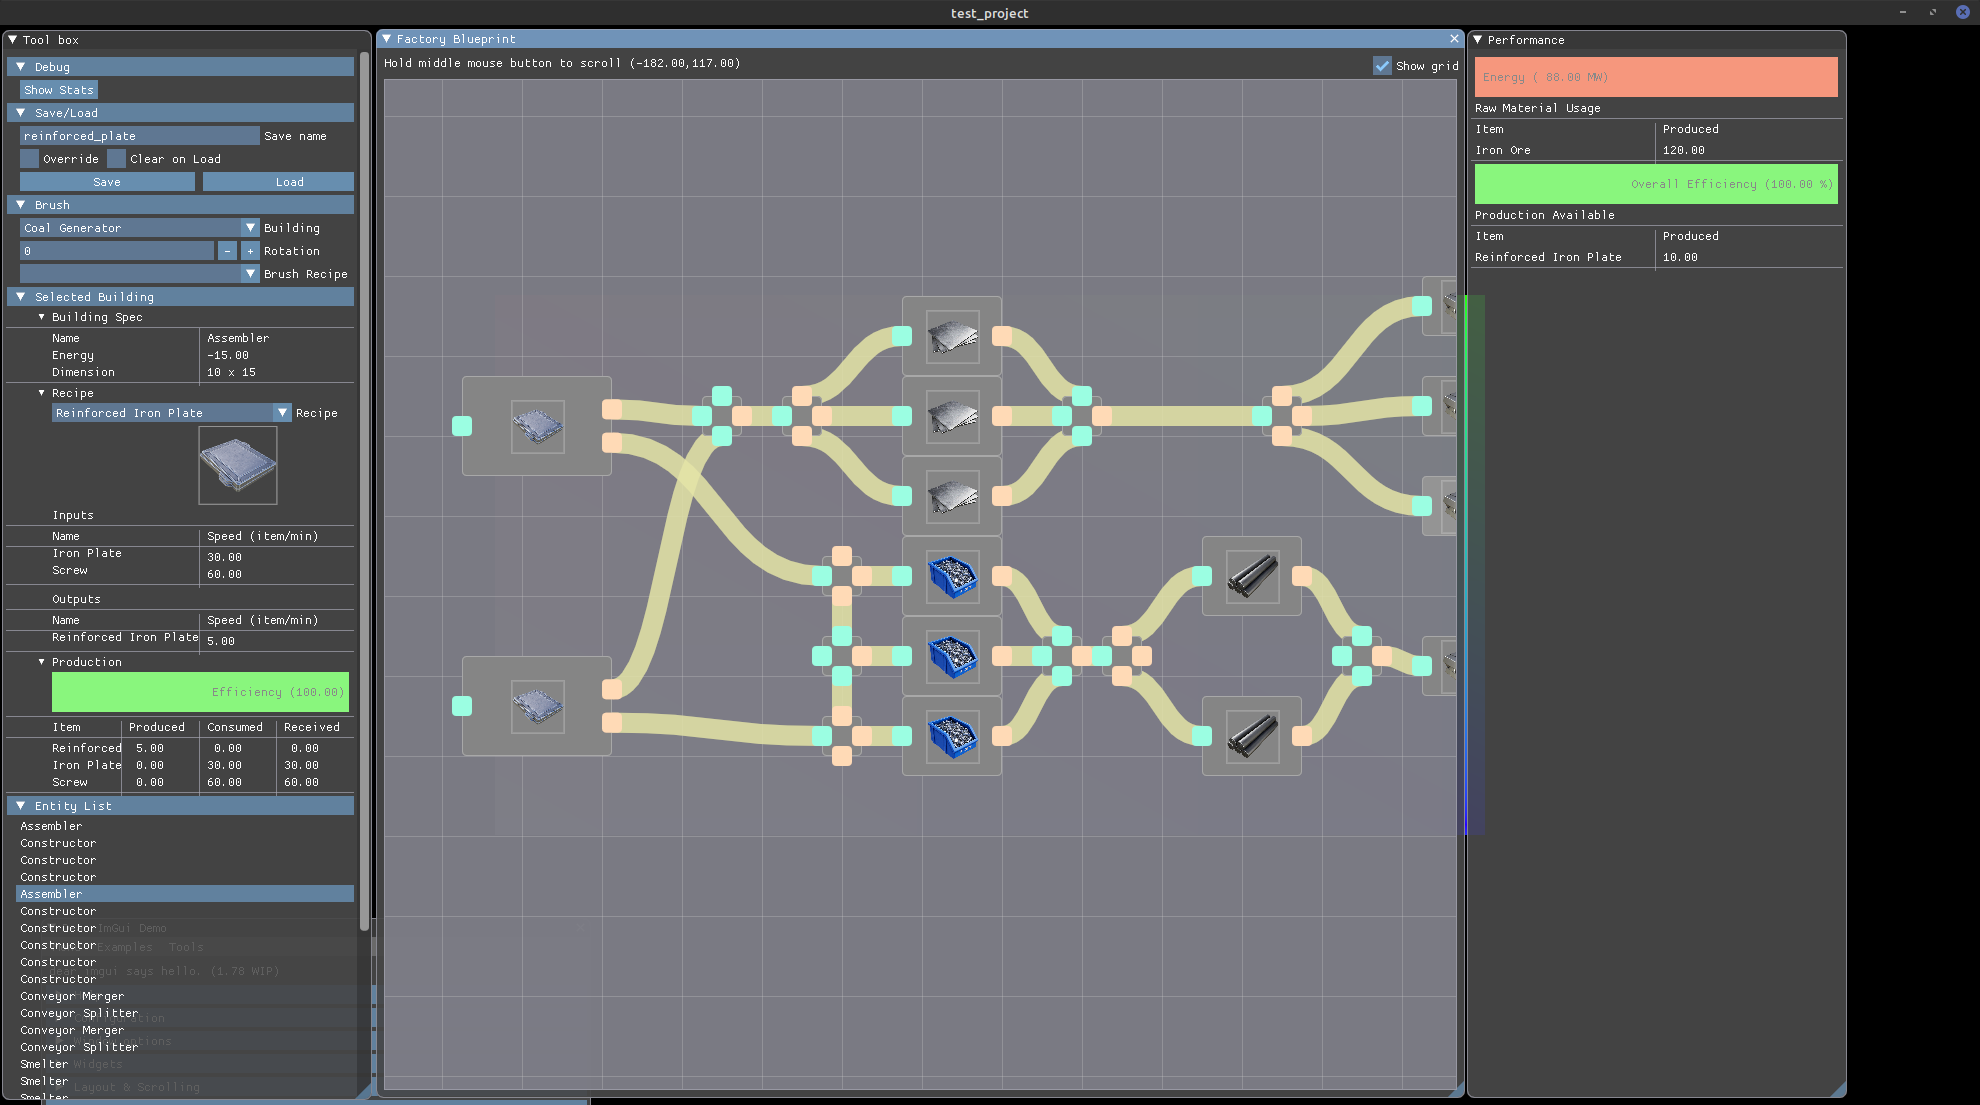 test_project
Tool box
Debug
Show Stats
Save/Load
reinforced_plate Save name
Override Clear on Load
Save Load
Brush
Coal Generator Building
0 - + Rotation
Brush Recipe
Selected Building
Building Spec
Name Assembler
Energy -15.00
Dimension 10 x 15
Recipe
Reinforced Iron Plate Recipe
Inputs
Name Speed (item/min)
Iron Plate 30.00
Screw 60.00
Outputs
Name Speed (item/min)
Reinforced Iron Plate 5.00
Production
Efficiency (100.00)
Item Produced Consumed Received
Reinforced 5.00 0.00 0.00
Iron Plate 0.00 30.00 30.00
Screw 0.00 60.00 60.00
Entity List
Assembler
Constructor
Constructor
Constructor
Assembler
Constructor
Constructor
ImGui Demo
Constructor
Examples Tools
Constructor
dear imgui says hello. (1.78 WIP)
Constructor
Conveyor Merger
Conveyor Splitter
Conveyor Merger
Conveyor Splitter
Smelter
Widgets
Smelter
Layout & Scrolling
Smelter
Factory Blueprint
Hold middle mouse button to scroll (-182.00,117.00)
Show grid
Performance
Energy ( 88.00 MW)
Raw Material Usage
Item Produced
Iron Ore 120.00
Overall Efficiency (100.00 %)
Production Available
Item Produced
Reinforced Iron Plate 10.00